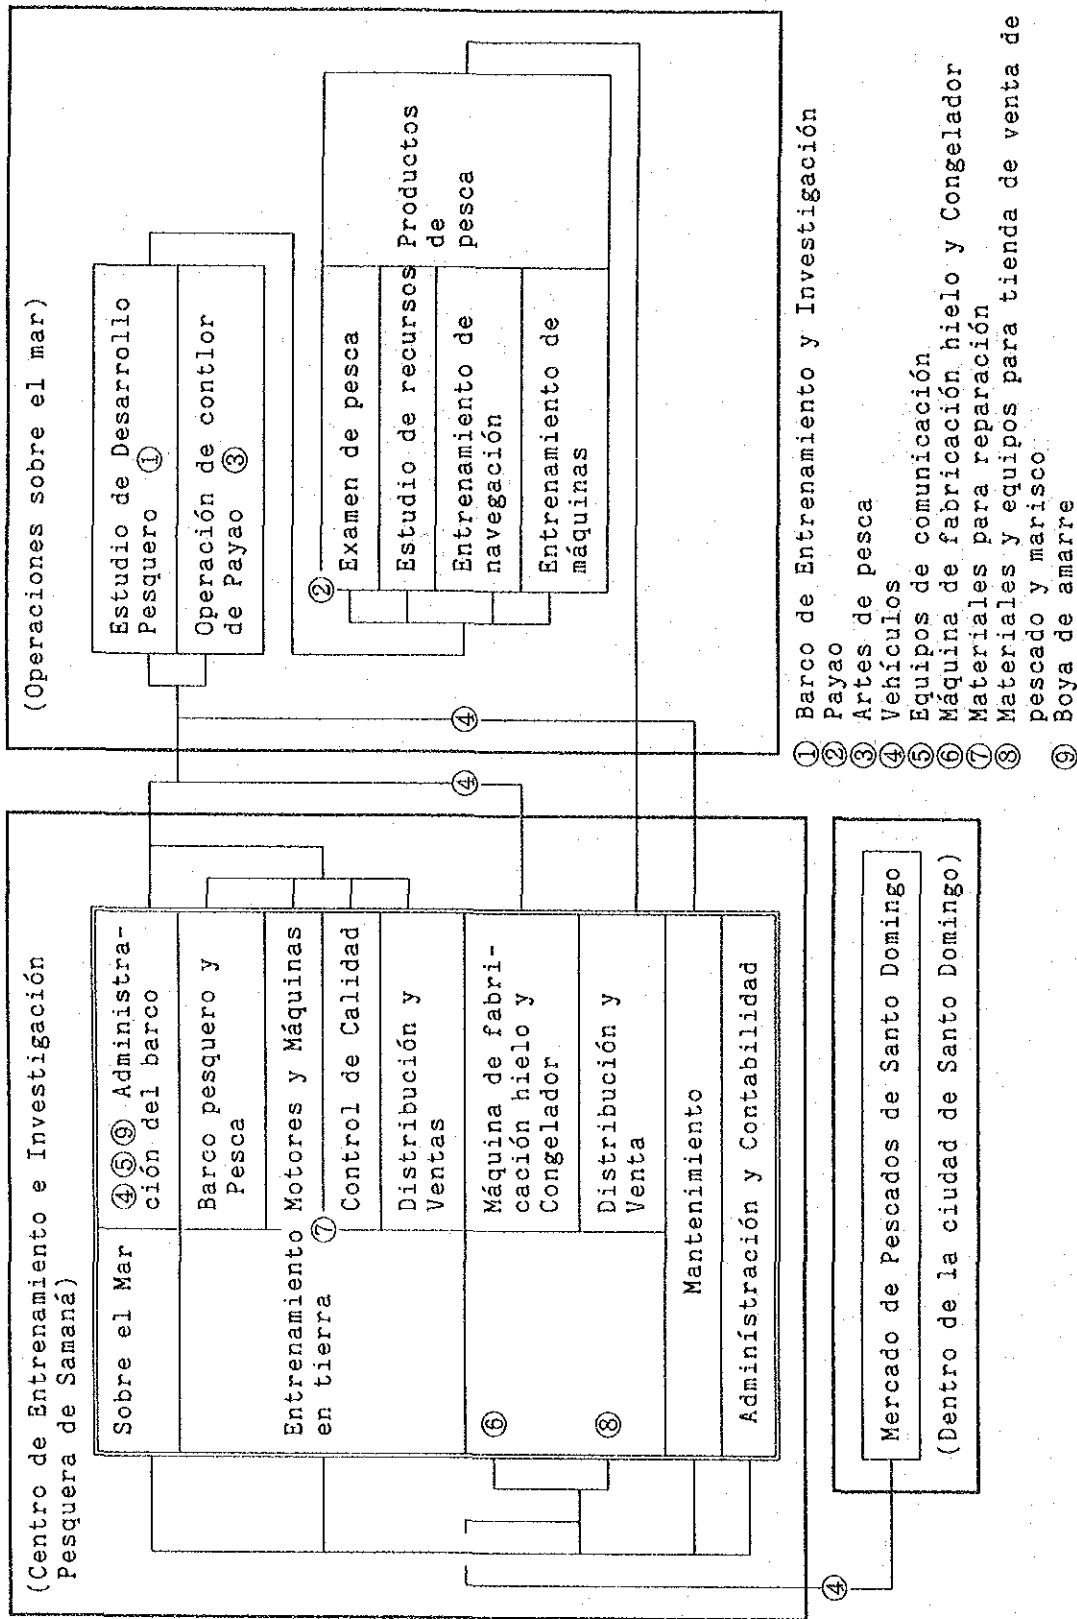 (Centro de Entrenamiento e Investigación
Pesquera de Samaná)
Sobre el Mar
④⑤⑨ Administra-
ción del barco
Entrenamiento
en tierra
⑦
Barco pesquero y
Pesca
Motores y Máquinas
Control de Calidad
Distribución y
Ventas
⑥
Máquina de fabri-
cación hielo y
Congelador
⑧
Distribución y
Venta
Mantenimiento
Administración y Contabilidad
④
Mercado de Pescados de Santo Domingo
(Dentro de la ciudad de Santo Domingo)
(Operaciones sobre el mar)
Estudio de Desarrollo
Pesquero ①
Operación de contlor
de Payao ③
④
④
②
Examen de pesca
Estudio de recursos
Entrenamiento de
navegación
Entrenamiento de
máquinas
Productos
de
pesca
① Barco de Entrenamiento y Investigación
② Payao
③ Artes de pesca
④ Vehículos
⑤ Equipos de comunicación
⑥ Máquina de fabricación hielo y Congelador
⑦ Materiales para reparación
⑧ Materiales y equipos para tienda de venta de
pescado y marisco
⑨ Boya de amarre